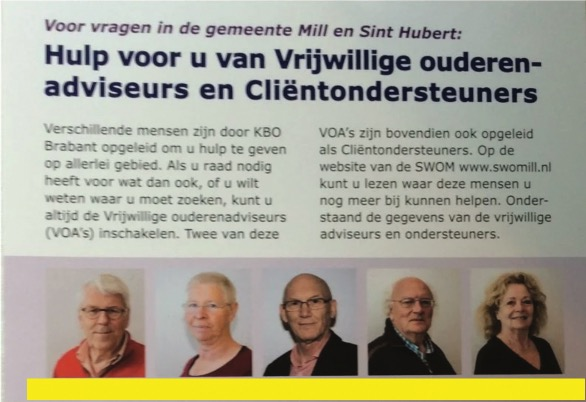 Voor vragen in de gemeente Mill en Sint Hubert:
Hulp voor u van Vrijwillige ouderen-
adviseurs en Cliëntondersteuners
Verschillende mensen zijn door KBO
Brabant opgeleid om u hulp te geven
op allerlei gebied. Als u raad nodig
heeft voor wat dan ook, of u wilt
weten waar u moet zoeken, kunt u
altijd de Vrijwillige ouderenadviseurs
(VOA's) inschakelen. Twee van deze
VOA's zijn bovendien ook opgeleid
als Cliëntondersteuners. Op de
website van de SWOM www.swomill.nl
kunt u lezen waar deze mensen u
nog meer bij kunnen helpen. Onder-
staand de gegevens van de vrijwillige
adviseurs en ondersteuners.